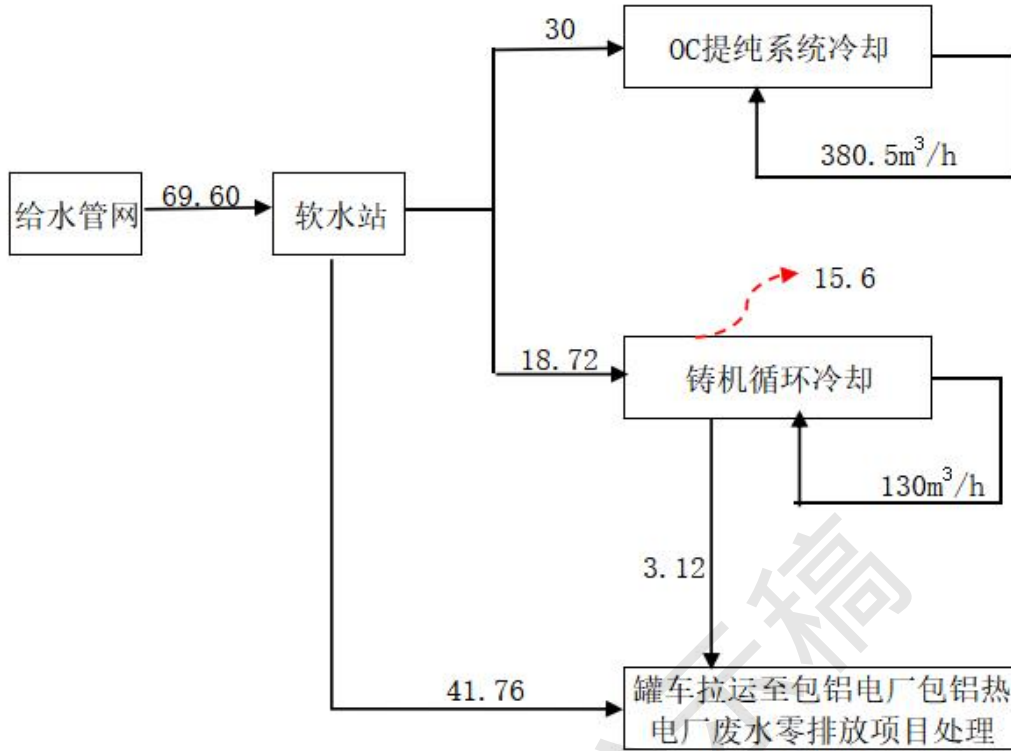 30
OC提纯系统冷却
380.5m³/h
给水管网
69.60
软水站
15.6
18.72
铸机循环冷却
130m³/h
3.12
41.76
罐车拉运至包铝电厂包铝热
电厂废水零排放项目处理